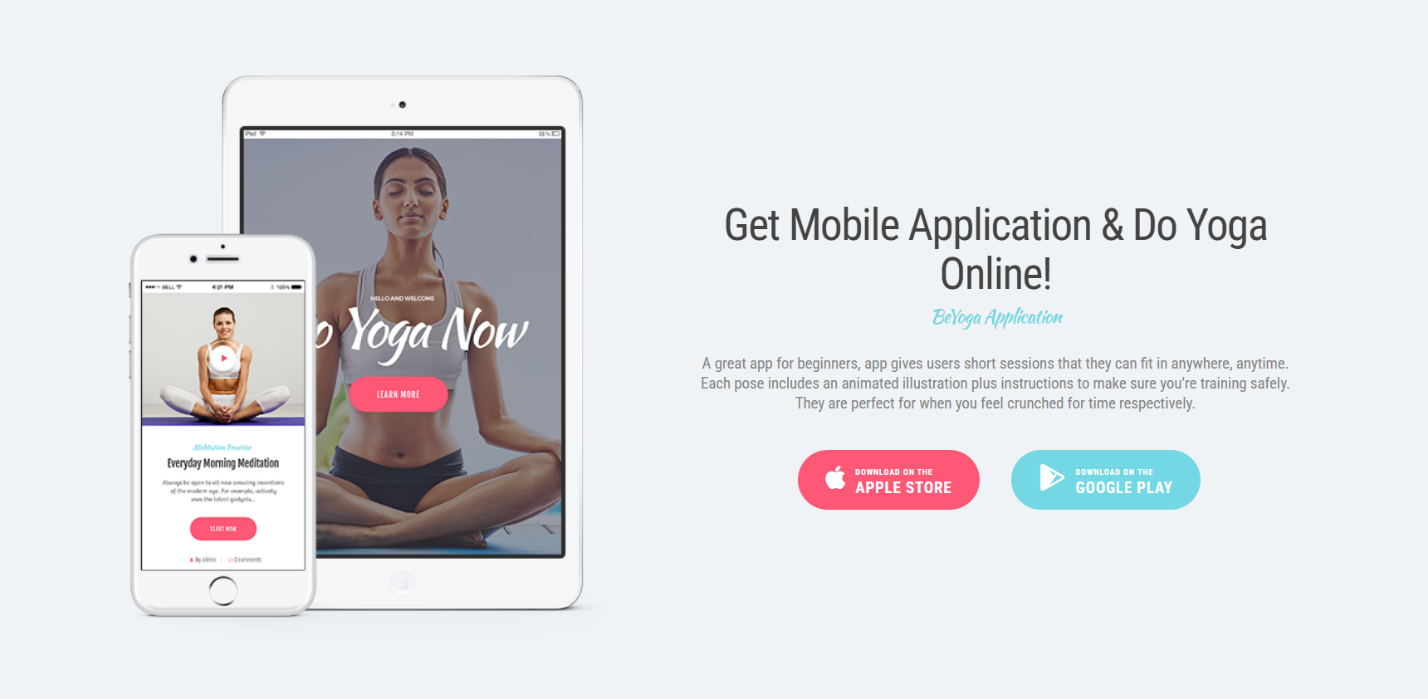 iPad
8:14 PM
HELLO AND WELCOME
o Yoga Now
LEARN MORE
BELL
4:21 PM
100%
Meditation Practice
Everyday Morning Meditation
Always be open to all new amazing inventions
of the modern age. For example, actively
uses the latest gadgets...
START NOW
by admin
2 comments
Get Mobile Application & Do Yoga
Online!
BeYoga Application
A great app for beginners, app gives users short sessions that they can fit in anywhere, anytime.
Each pose includes an animated illustration plus instructions to make sure you're training safely.
They are perfect for when you feel crunched for time respectively.
DOWNLOAD ON THE
APPLE STORE
DOWNLOAD ON THE
GOOGLE PLAY